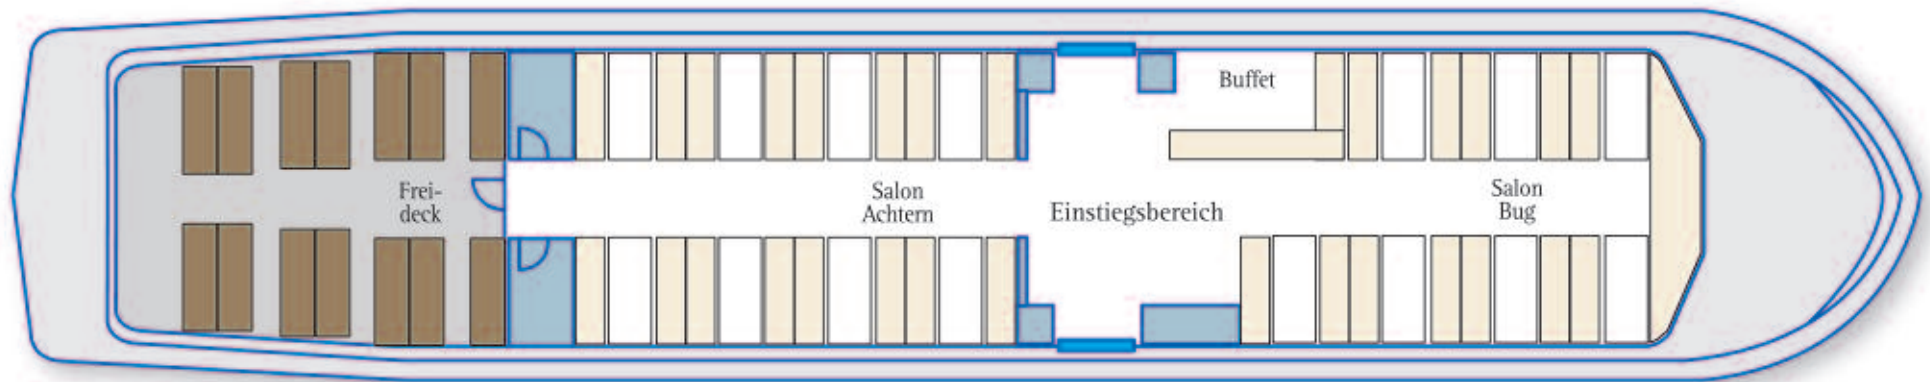 Buffet
Frei-
deck
Salon
Achtern
Einstiegsbereich
Salon
Bug